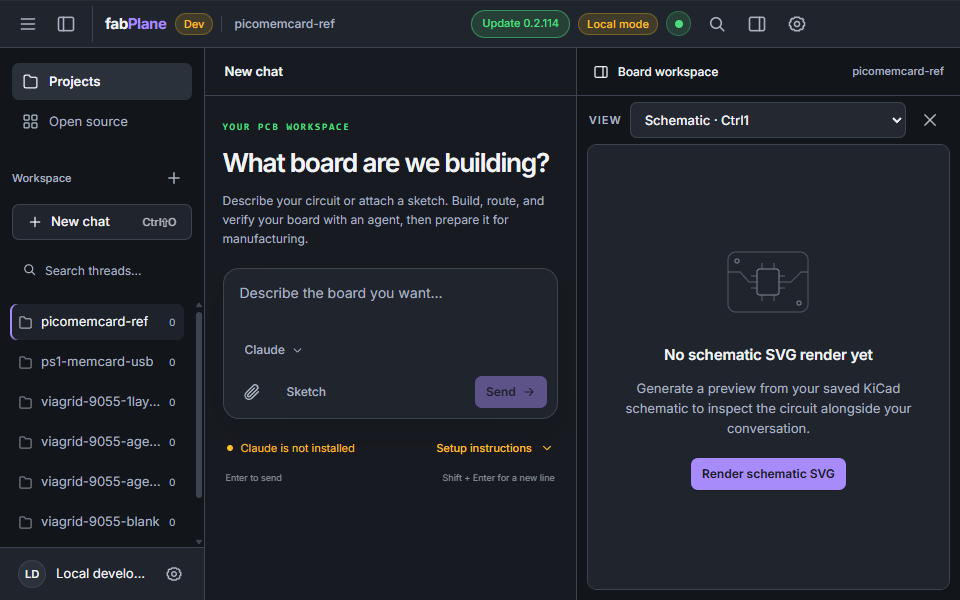 fabPlane Dev picomemcard-ref Update 0.2.114 Local mode
Projects
Open source
Workspace
New chat Ctrl⇧O
Search threads...
picomemcard-ref 0
ps1-memcard-usb 0
viagrid-9055-1lay... 0
viagrid-9055-age... 0
viagrid-9055-age... 0
viagrid-9055-blank 0
LD Local develo...
New chat
YOUR PCB WORKSPACE
What board are we building?
Describe your circuit or attach a sketch. Build, route, and
verify your board with an agent, then prepare it for
manufacturing.
Describe the board you want...
Claude
Sketch Send
Claude is not installed Setup instructions
Enter to send Shift + Enter for a new line
Board workspace picomemcard-ref
VIEW Schematic · Ctrl1
No schematic SVG render yet
Generate a preview from your saved KiCad
schematic to inspect the circuit alongside your
conversation.
Render schematic SVG